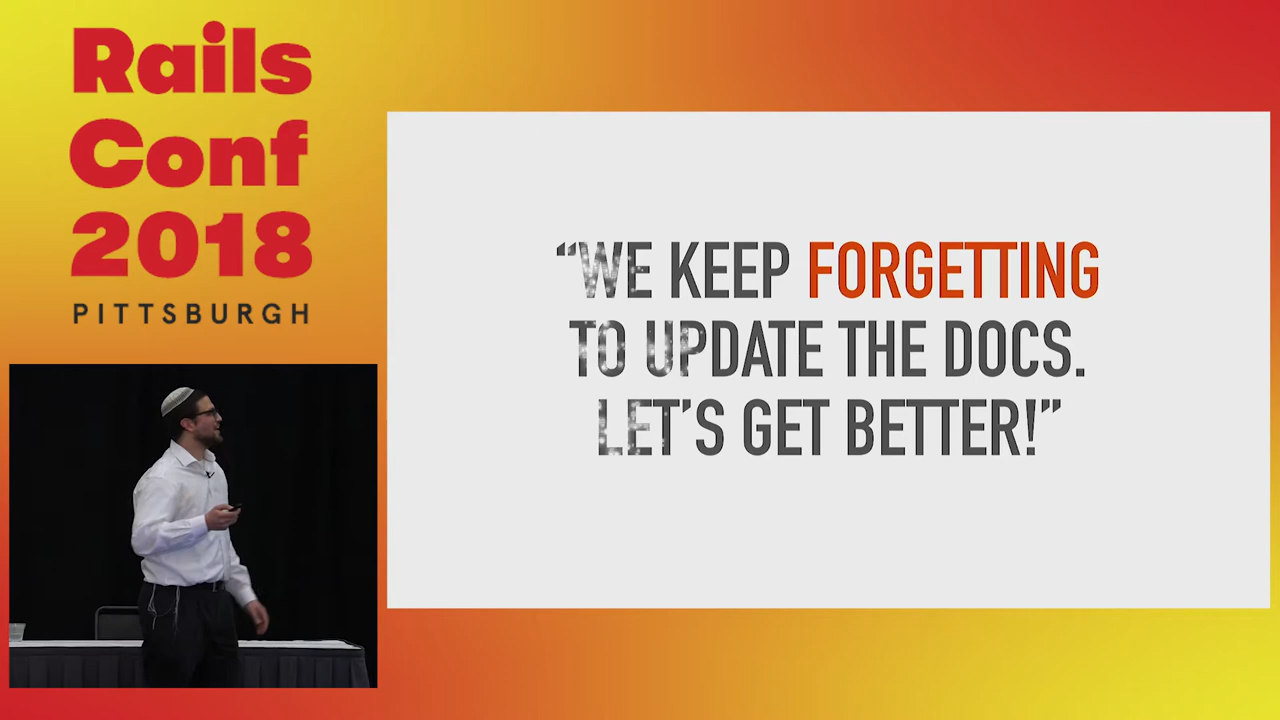 Rails
Conf
2018
PITTSBURGH
“WE KEEP FORGETTING
TO UPDATE THE DOCS.
LET’S GET BETTER!”